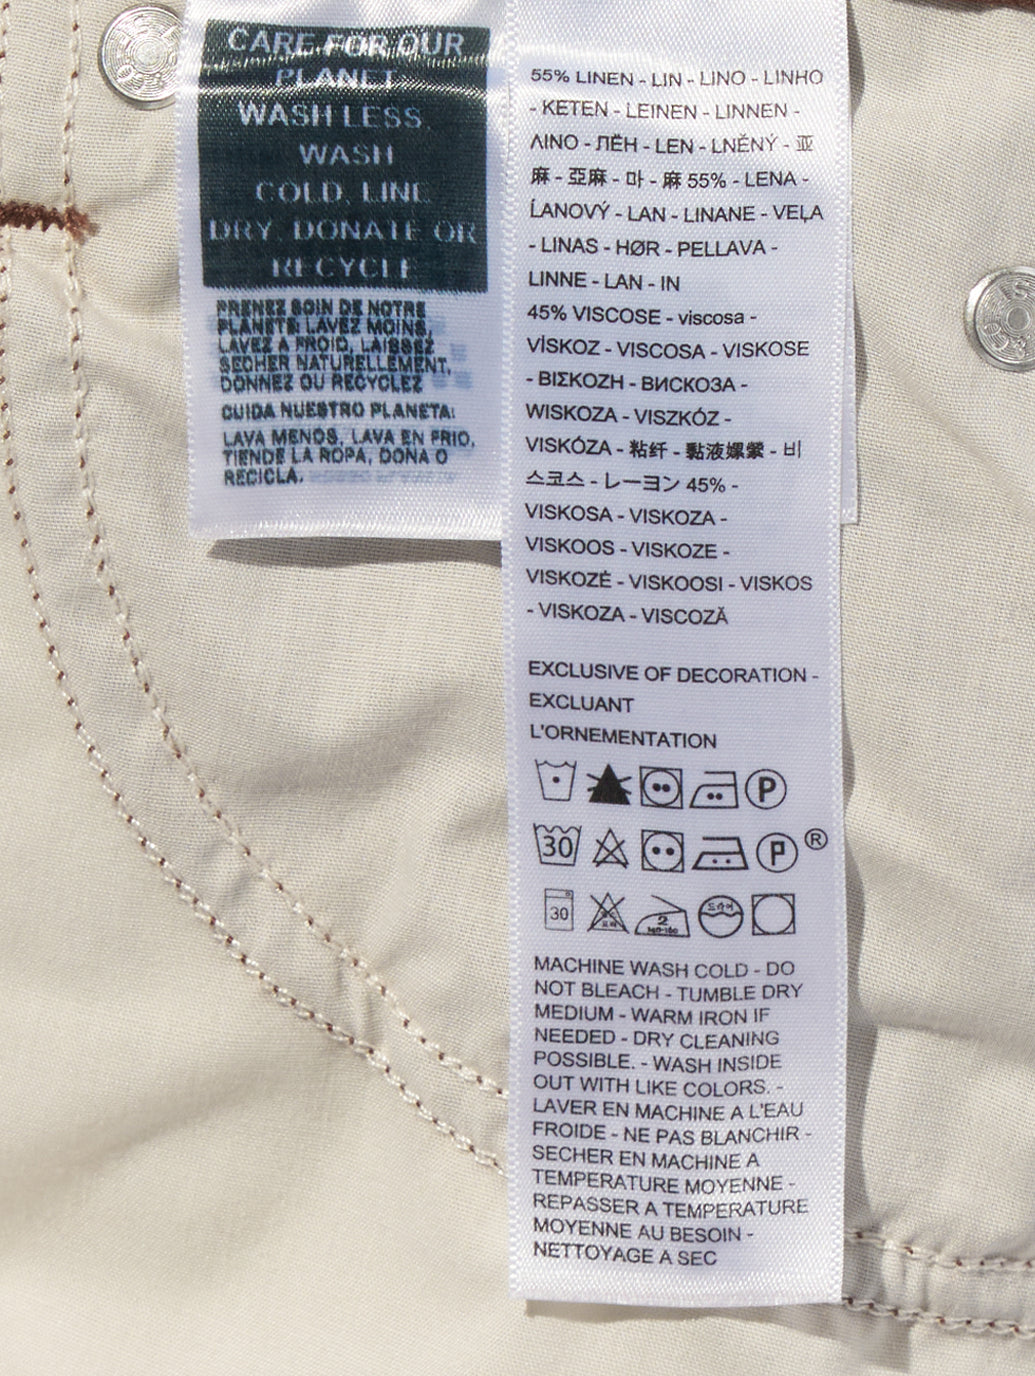 CARE FOR OUR
PLANET
WASH LESS,
WASH
COLD, LINE
DRY, DONATE OR
RECYCLE
PRENEZ SOIN DE NOTRE
PLANETE: LAVEZ MOINS,
LAVEZ A FROID, LAISSEZ
SECHER NATURELLEMENT,
DONNEZ OU RECYCLEZ
CUIDA NUESTRO PLANETA:
LAVA MENOS, LAVA EN FRIO,
TIENDE LA ROPA, DONA O
RECICLA.
55% LINEN - LIN - LINO - LINHO
- KETEN - LEINEN - LINNEN -
ΛΙΝΟ - ЛЁН - LEN - LNĚNÝ - 亚
麻 - 亞麻 - 마 - 麻 55% - LENA -
ĽANOVÝ - LAN - LINANE - VEĻA
- LINAS - HØR - PELLAVA -
LINNE - LAN - IN
45% VISCOSE - viscosa -
VİSKOZ - VISCOSA - VISKOSE
- ΒΙΣΚΟΖΗ - ВИСКОЗА -
WISKOZA - VISZKÓZ -
VISKÓZA - 粘纤 - 黏液嫘縈 - 비
스코스 - レーヨン 45% -
VISKOSA - VISKOZA -
VISKOOS - VISKOZE -
VISKOZĖ - VISKOOSI - VISKOS
- VISKOZA - VISCOZĂ
EXCLUSIVE OF DECORATION -
EXCLUANT
L'ORNEMENTATION
P
30 P ®
30 2 드라이
MACHINE WASH COLD - DO
NOT BLEACH - TUMBLE DRY
MEDIUM - WARM IRON IF
NEEDED - DRY CLEANING
POSSIBLE. - WASH INSIDE
OUT WITH LIKE COLORS. -
LAVER EN MACHINE A L'EAU
FROIDE - NE PAS BLANCHIR -
SECHER EN MACHINE A
TEMPERATURE MOYENNE -
REPASSER A TEMPERATURE
MOYENNE AU BESOIN -
NETTOYAGE A SEC